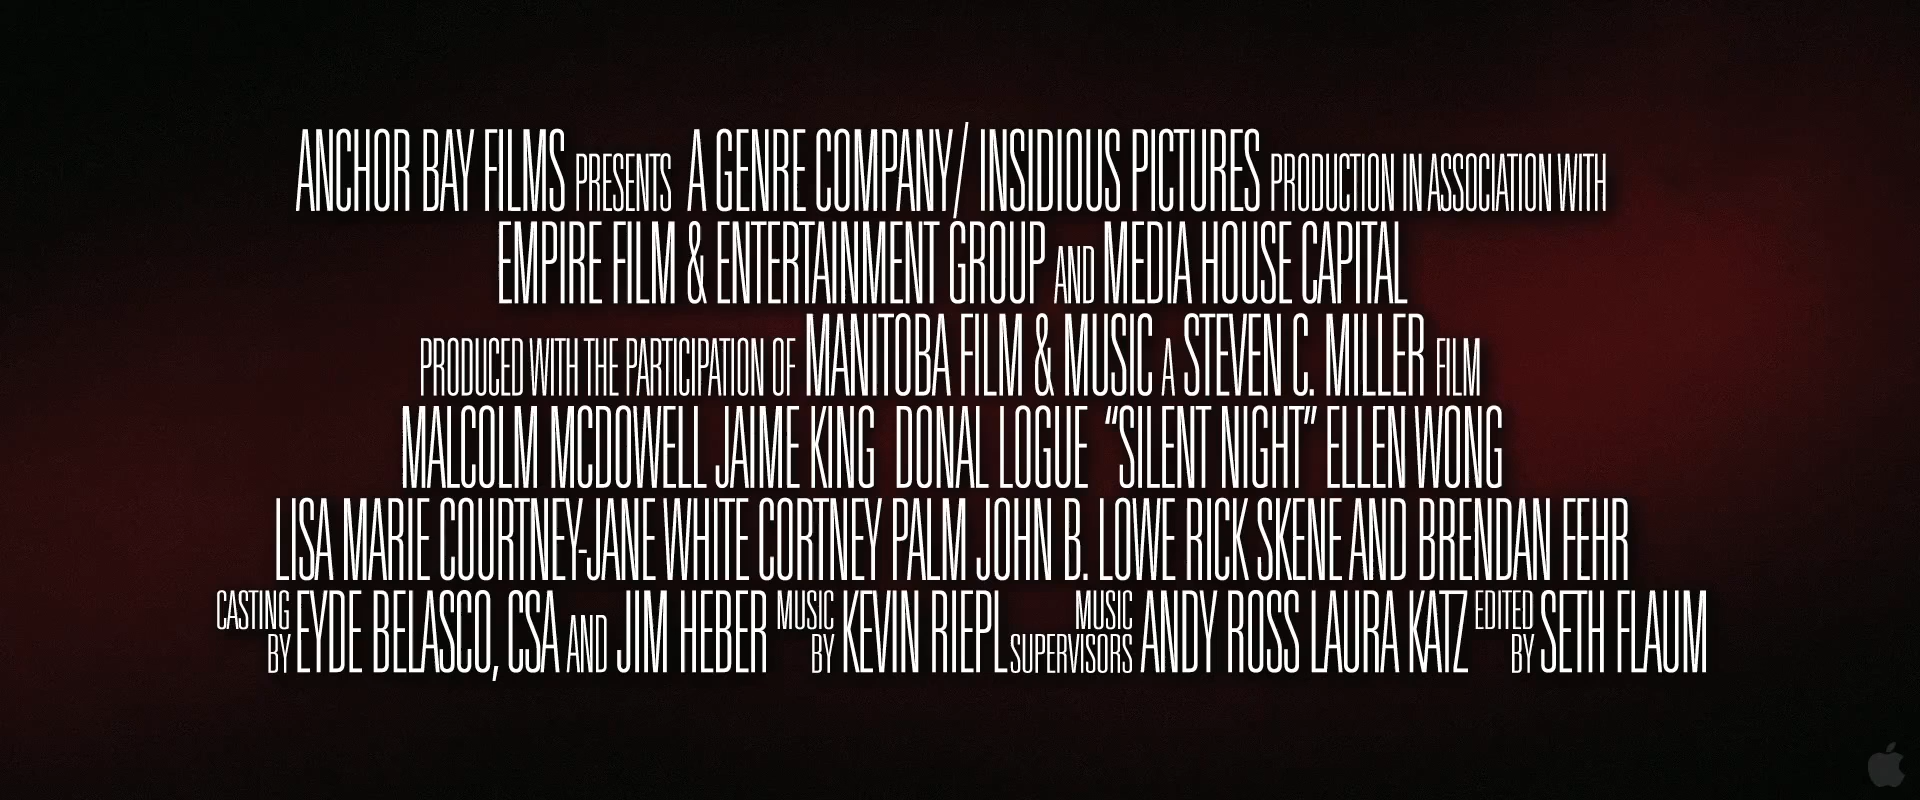 ANCHOR BAY FILMS PRESENTS A GENRE COMPANY/ INSIDIOUS PICTURES PRODUCTION IN ASSOCIATION WITH
EMPIRE FILM & ENTERTAINMENT GROUP AND MEDIA HOUSE CAPITAL
PRODUCED WITH THE PARTICIPATION OF MANITOBA FILM & MUSIC A STEVEN C. MILLER FILM
MALCOLM MCDOWELL JAIME KING DONAL LOGUE “SILENT NIGHT” ELLEN WONG
LISA MARIE COURTNEY-JANE WHITE CORTNEY PALM JOHN B. LOWE RICK SKENE AND BRENDAN FEHR
CASTING BY EYDE BELASCO, CSA AND JIM HEBER MUSIC BY KEVIN RIEPL MUSIC SUPERVISORS ANDY ROSS LAURA KATZ EDITED BY SETH FLAUM